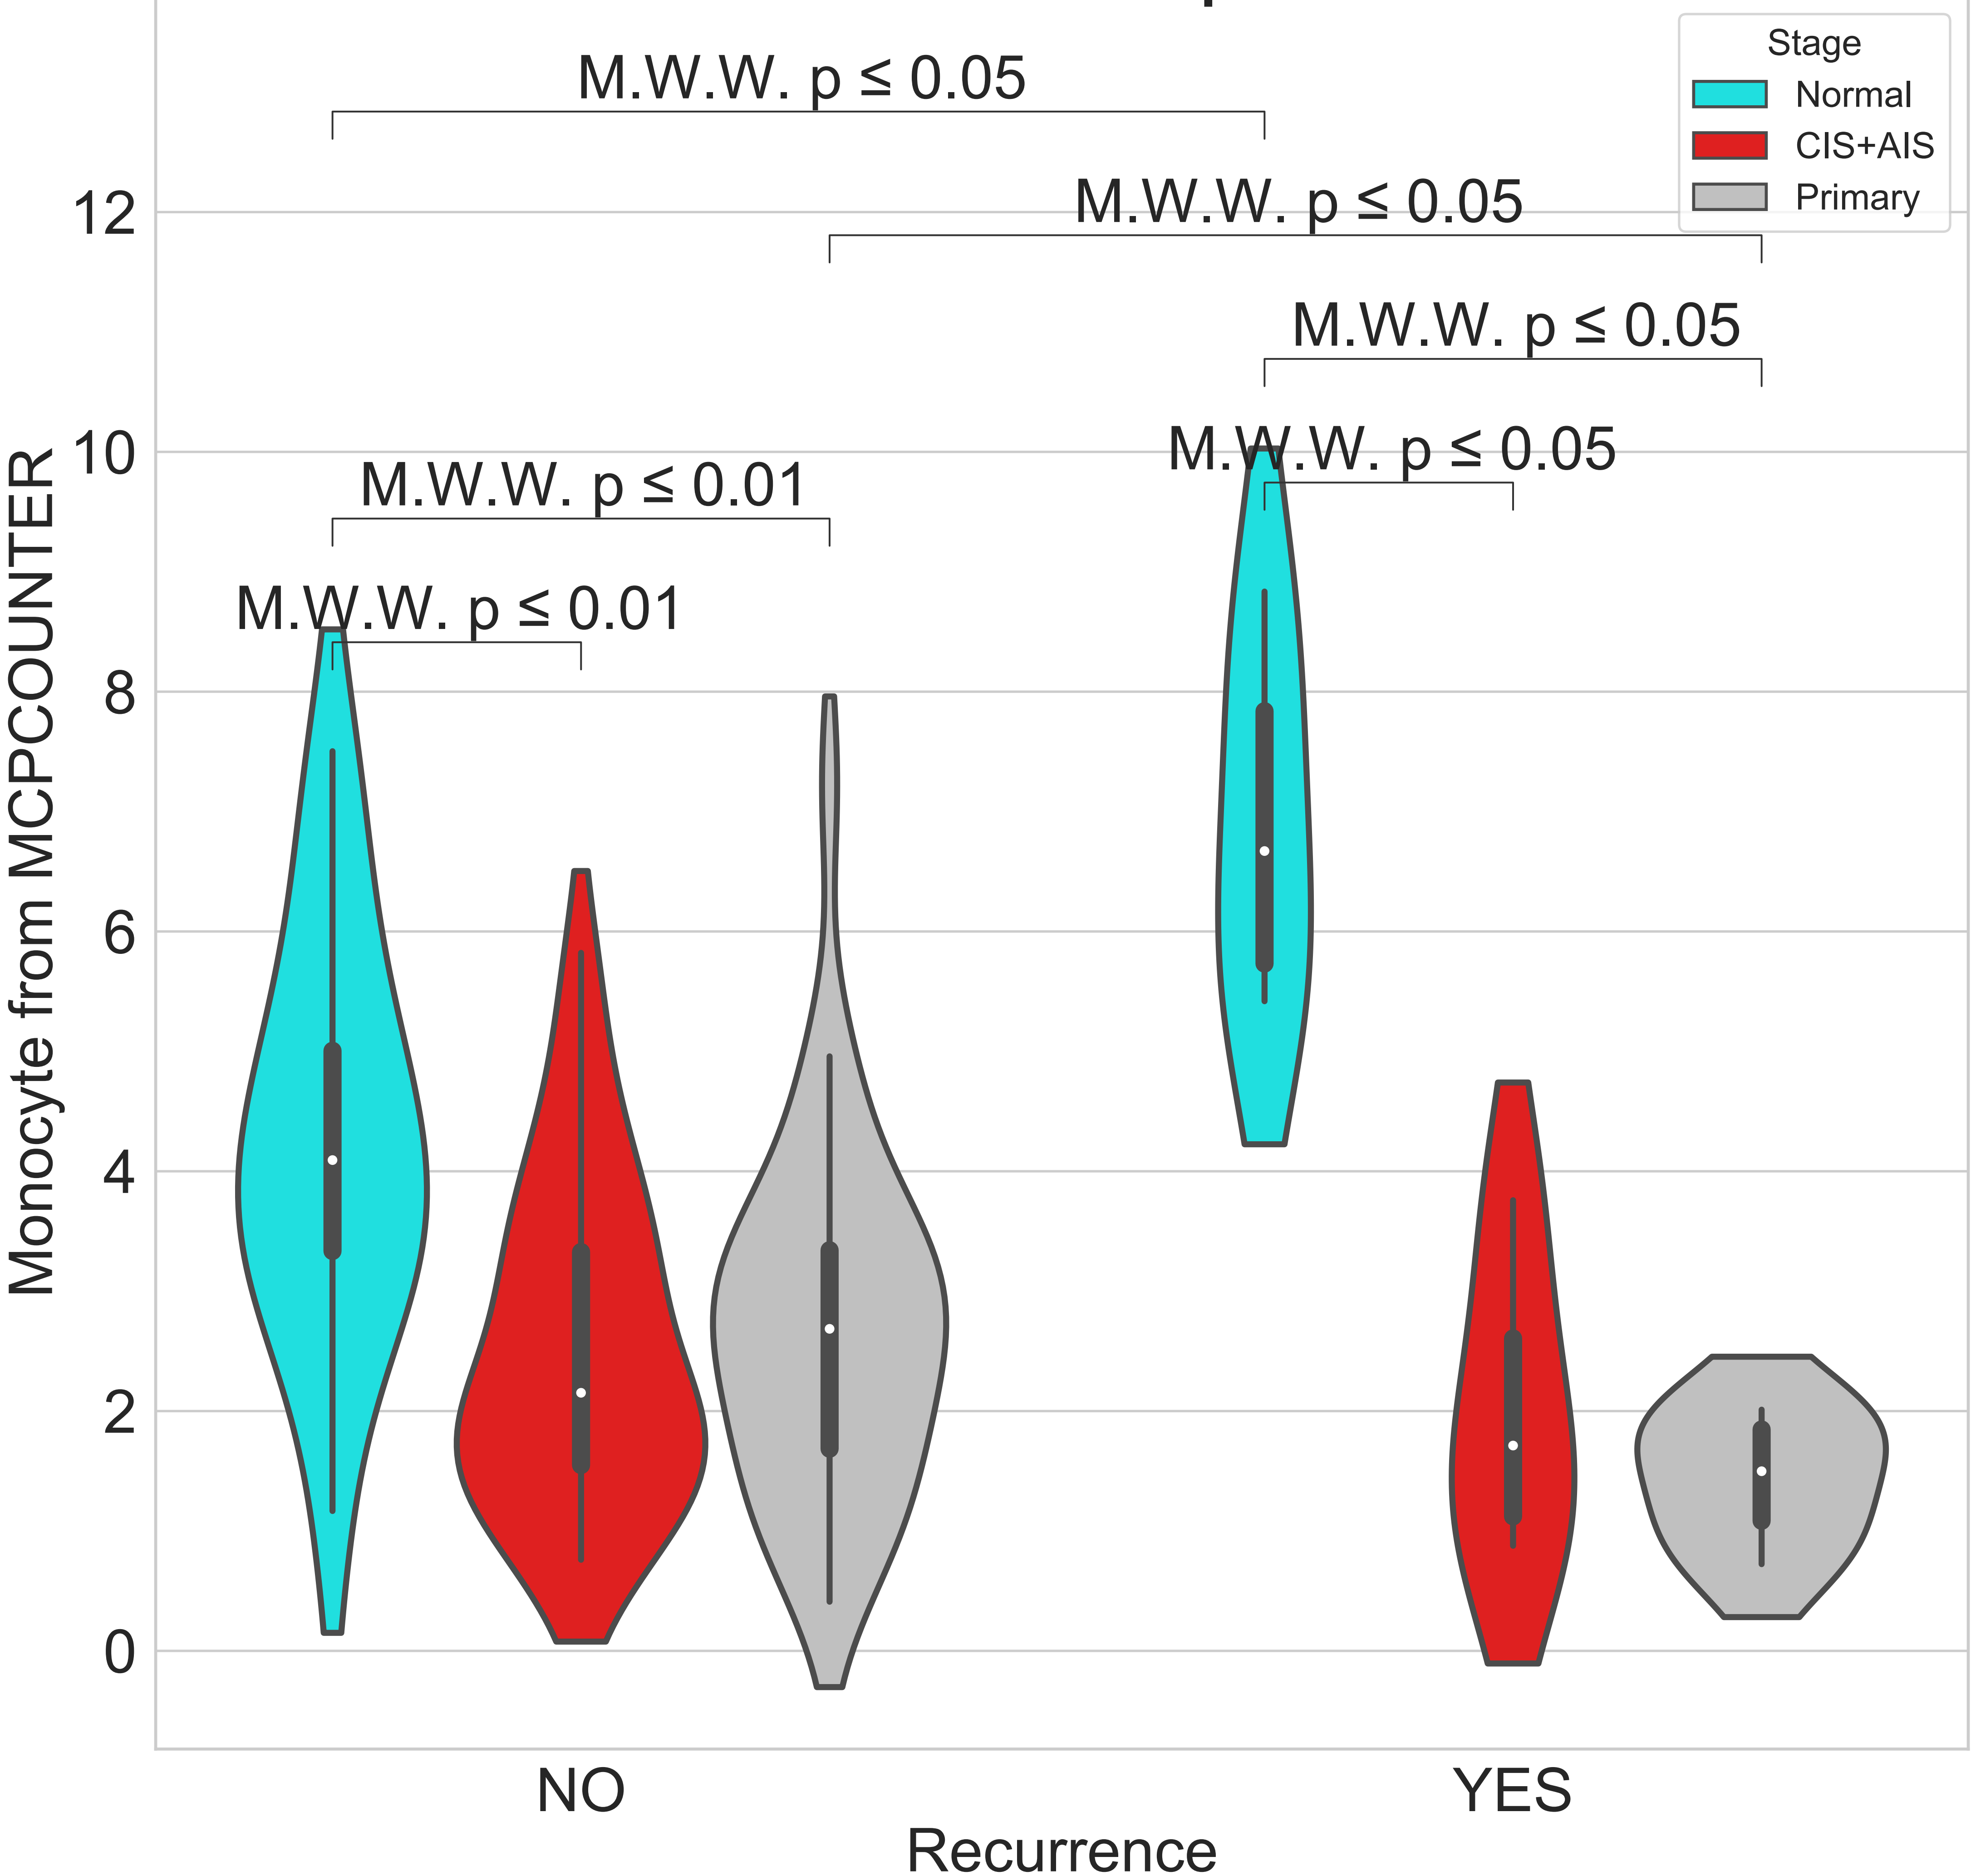 M.W.W. p ≤ 0.05
Stage
Normal
CIS+AIS
Primary
M.W.W. p ≤ 0.05
12
M.W.W. p ≤ 0.05
M.W.W. p ≤ 0.05
10
M.W.W. p ≤ 0.01
M.W.W. p ≤ 0.01
8
6
4
2
0
Monocyte from MCPCOUNTER
NO
YES
Recurrence